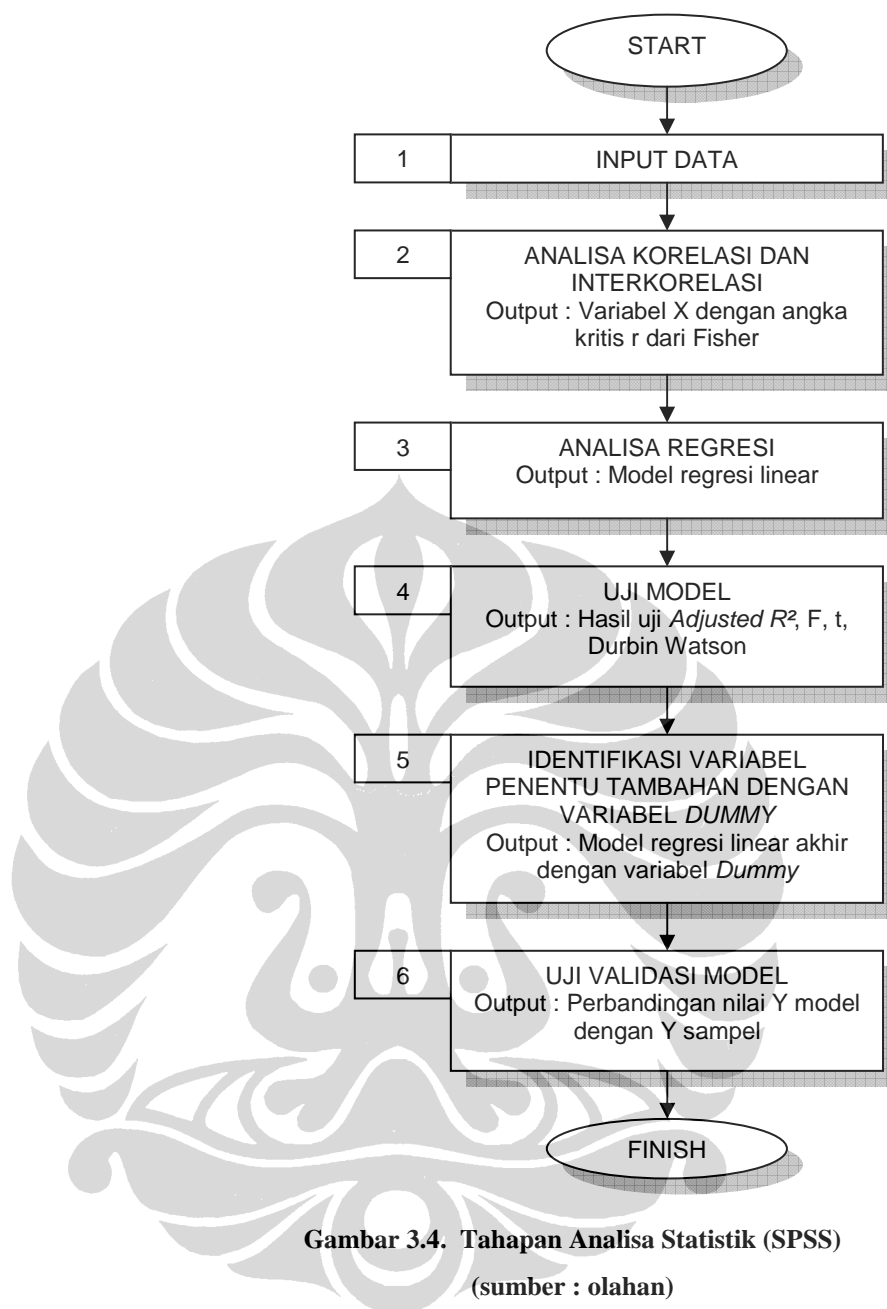 START
1
INPUT DATA
2
ANALISA KORELASI DAN
INTERKORELASI
Output : Variabel X dengan angka
kritis r dari Fisher
3
ANALISA REGRESI
Output : Model regresi linear
4
UJI MODEL
Output : Hasil uji Adjusted R², F, t,
Durbin Watson
5
IDENTIFIKASI VARIABEL
PENENTU TAMBAHAN DENGAN
VARIABEL DUMMY
Output : Model regresi linear akhir
dengan variabel Dummy
6
UJI VALIDASI MODEL
Output : Perbandingan nilai Y model
dengan Y sampel
FINISH
Gambar 3.4. Tahapan Analisa Statistik (SPSS)
(sumber : olahan)